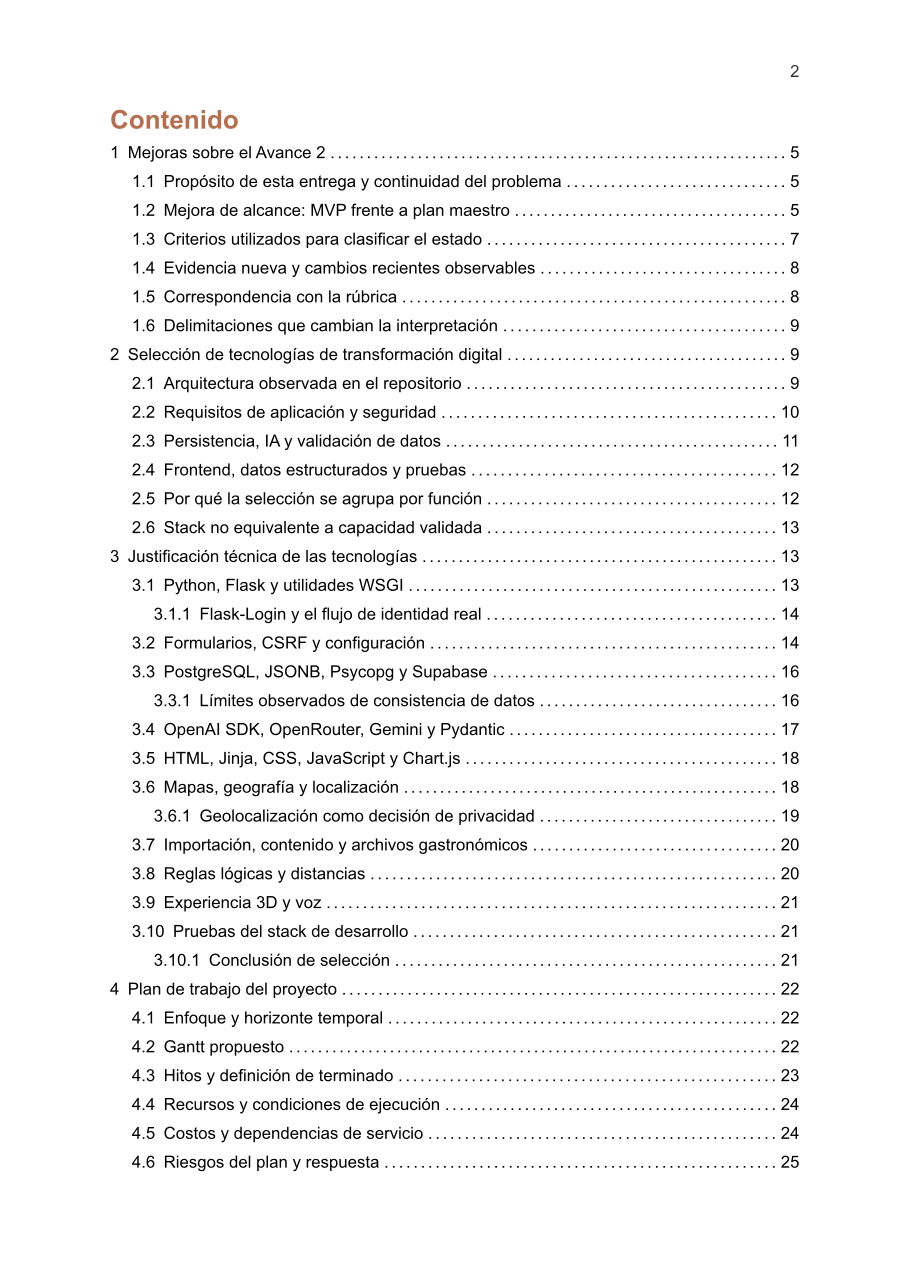 2
Contenido
1 Mejoras sobre el Avance 2 . . . . . . . . . . . . . . . . . . . . . . . . . . . . . . . . . . . . . . . . . . . . . . . . . . . . . . . . . . . . . . . 5
1.1 Propósito de esta entrega y continuidad del problema . . . . . . . . . . . . . . . . . . . . . . . . . . . . . . 5
1.2 Mejora de alcance: MVP frente a plan maestro . . . . . . . . . . . . . . . . . . . . . . . . . . . . . . . . . . . . . 5
1.3 Criterios utilizados para clasificar el estado . . . . . . . . . . . . . . . . . . . . . . . . . . . . . . . . . . . . . . . . . 7
1.4 Evidencia nueva y cambios recientes observables . . . . . . . . . . . . . . . . . . . . . . . . . . . . . . . . . . 8
1.5 Correspondencia con la rúbrica . . . . . . . . . . . . . . . . . . . . . . . . . . . . . . . . . . . . . . . . . . . . . . . . . . . . . 8
1.6 Delimitaciones que cambian la interpretación . . . . . . . . . . . . . . . . . . . . . . . . . . . . . . . . . . . . . . . 9
2 Selección de tecnologías de transformación digital . . . . . . . . . . . . . . . . . . . . . . . . . . . . . . . . . . . . . . 9
2.1 Arquitectura observada en el repositorio . . . . . . . . . . . . . . . . . . . . . . . . . . . . . . . . . . . . . . . . . . . . 9
2.2 Requisitos de aplicación y seguridad . . . . . . . . . . . . . . . . . . . . . . . . . . . . . . . . . . . . . . . . . . . . . . 10
2.3 Persistencia, IA y validación de datos . . . . . . . . . . . . . . . . . . . . . . . . . . . . . . . . . . . . . . . . . . . . . . 11
2.4 Frontend, datos estructurados y pruebas . . . . . . . . . . . . . . . . . . . . . . . . . . . . . . . . . . . . . . . . . . 12
2.5 Por qué la selección se agrupa por función . . . . . . . . . . . . . . . . . . . . . . . . . . . . . . . . . . . . . . . . 12
2.6 Stack no equivalente a capacidad validada . . . . . . . . . . . . . . . . . . . . . . . . . . . . . . . . . . . . . . . . 13
3 Justificación técnica de las tecnologías . . . . . . . . . . . . . . . . . . . . . . . . . . . . . . . . . . . . . . . . . . . . . . . . . 13
3.1 Python, Flask y utilidades WSGI . . . . . . . . . . . . . . . . . . . . . . . . . . . . . . . . . . . . . . . . . . . . . . . . . . . 13
3.1.1 Flask-Login y el flujo de identidad real . . . . . . . . . . . . . . . . . . . . . . . . . . . . . . . . . . . . . . . . 14
3.2 Formularios, CSRF y configuración . . . . . . . . . . . . . . . . . . . . . . . . . . . . . . . . . . . . . . . . . . . . . . . . 14
3.3 PostgreSQL, JSONB, Psycopg y Supabase . . . . . . . . . . . . . . . . . . . . . . . . . . . . . . . . . . . . . . . 16
3.3.1 Límites observados de consistencia de datos . . . . . . . . . . . . . . . . . . . . . . . . . . . . . . . . . 16
3.4 OpenAI SDK, OpenRouter, Gemini y Pydantic . . . . . . . . . . . . . . . . . . . . . . . . . . . . . . . . . . . . . 17
3.5 HTML, Jinja, CSS, JavaScript y Chart.js . . . . . . . . . . . . . . . . . . . . . . . . . . . . . . . . . . . . . . . . . . . 18
3.6 Mapas, geografía y localización . . . . . . . . . . . . . . . . . . . . . . . . . . . . . . . . . . . . . . . . . . . . . . . . . . . . 18
3.6.1 Geolocalización como decisión de privacidad . . . . . . . . . . . . . . . . . . . . . . . . . . . . . . . . . 19
3.7 Importación, contenido y archivos gastronómicos . . . . . . . . . . . . . . . . . . . . . . . . . . . . . . . . . . 20
3.8 Reglas lógicas y distancias . . . . . . . . . . . . . . . . . . . . . . . . . . . . . . . . . . . . . . . . . . . . . . . . . . . . . . . . 20
3.9 Experiencia 3D y voz . . . . . . . . . . . . . . . . . . . . . . . . . . . . . . . . . . . . . . . . . . . . . . . . . . . . . . . . . . . . . . 21
3.10 Pruebas del stack de desarrollo . . . . . . . . . . . . . . . . . . . . . . . . . . . . . . . . . . . . . . . . . . . . . . . . . . 21
3.10.1 Conclusión de selección . . . . . . . . . . . . . . . . . . . . . . . . . . . . . . . . . . . . . . . . . . . . . . . . . . . . . 21
4 Plan de trabajo del proyecto . . . . . . . . . . . . . . . . . . . . . . . . . . . . . . . . . . . . . . . . . . . . . . . . . . . . . . . . . . . . 22
4.1 Enfoque y horizonte temporal . . . . . . . . . . . . . . . . . . . . . . . . . . . . . . . . . . . . . . . . . . . . . . . . . . . . . . 22
4.2 Gantt propuesto . . . . . . . . . . . . . . . . . . . . . . . . . . . . . . . . . . . . . . . . . . . . . . . . . . . . . . . . . . . . . . . . . . . 22
4.3 Hitos y definición de terminado . . . . . . . . . . . . . . . . . . . . . . . . . . . . . . . . . . . . . . . . . . . . . . . . . . . . 23
4.4 Recursos y condiciones de ejecución . . . . . . . . . . . . . . . . . . . . . . . . . . . . . . . . . . . . . . . . . . . . . . 24
4.5 Costos y dependencias de servicio . . . . . . . . . . . . . . . . . . . . . . . . . . . . . . . . . . . . . . . . . . . . . . . . 24
4.6 Riesgos del plan y respuesta . . . . . . . . . . . . . . . . . . . . . . . . . . . . . . . . . . . . . . . . . . . . . . . . . . . . . . 25